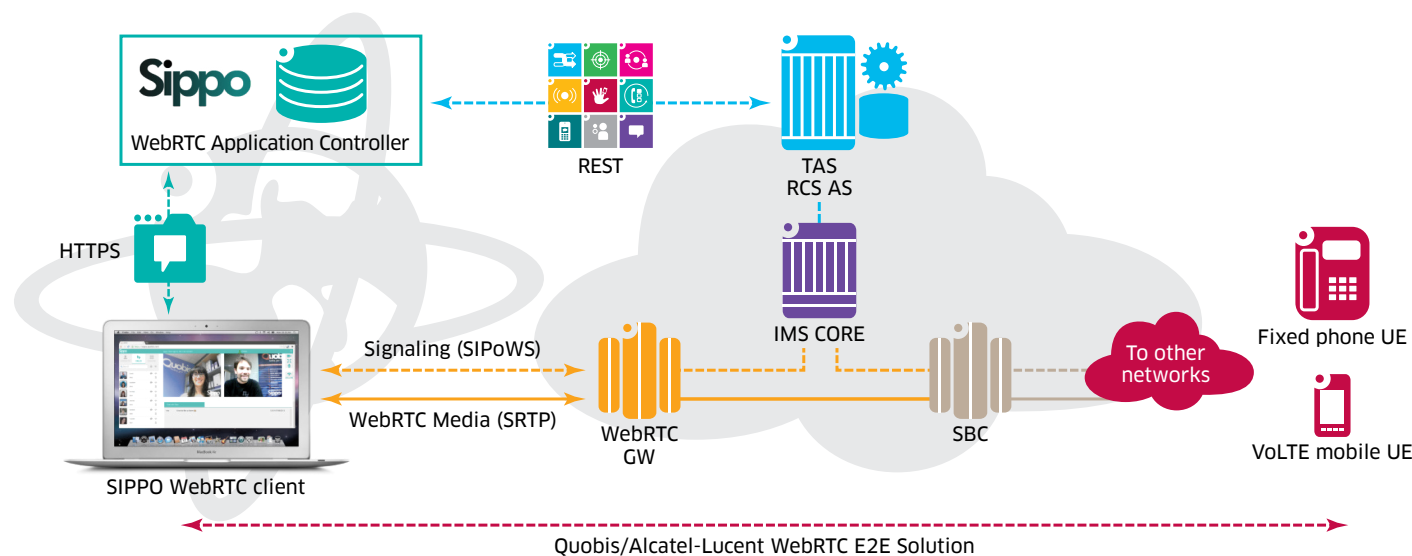 Sippo
WebRTC Application Controller
REST
TAS
RCS AS
HTTPS
IMS CORE
Signaling (SIPoWS)
WebRTC Media (SRTP)
WebRTC
GW
SBC
To other
networks
Fixed phone UE
VoLTE mobile UE
SIPPO WebRTC client
Quobis/Alcatel-Lucent WebRTC E2E Solution